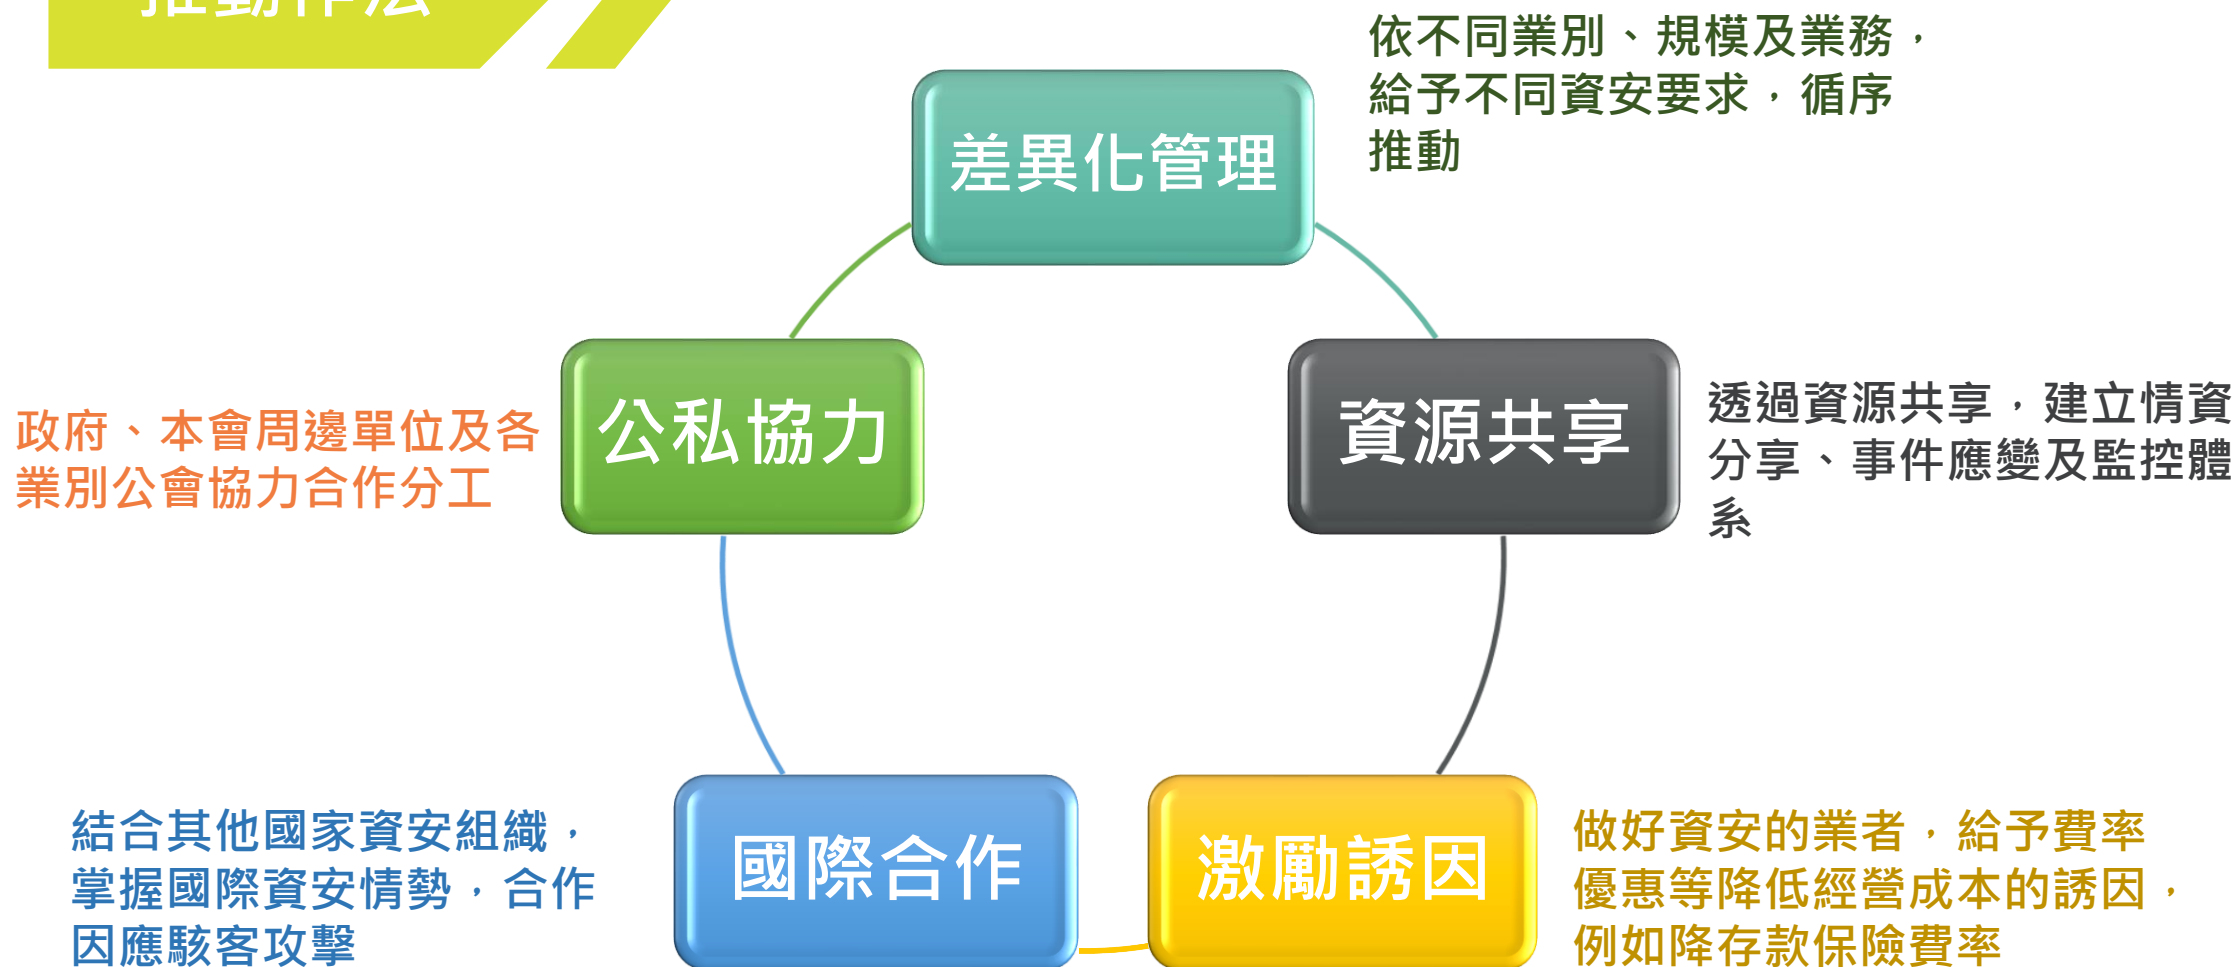 推動作法
依不同業別、規模及業務，
給予不同資安要求，循序
推動
差異化管理
公私協力
資源共享
政府、本會周邊單位及各
業別公會協力合作分工
透過資源共享，建立情資
分享、事件應變及監控體
系
結合其他國家資安組織，
掌握國際資安情勢，合作
因應駭客攻擊
國際合作
激勵誘因
做好資安的業者，給予費率
優惠等降低經營成本的誘因，
例如降存款保險費率